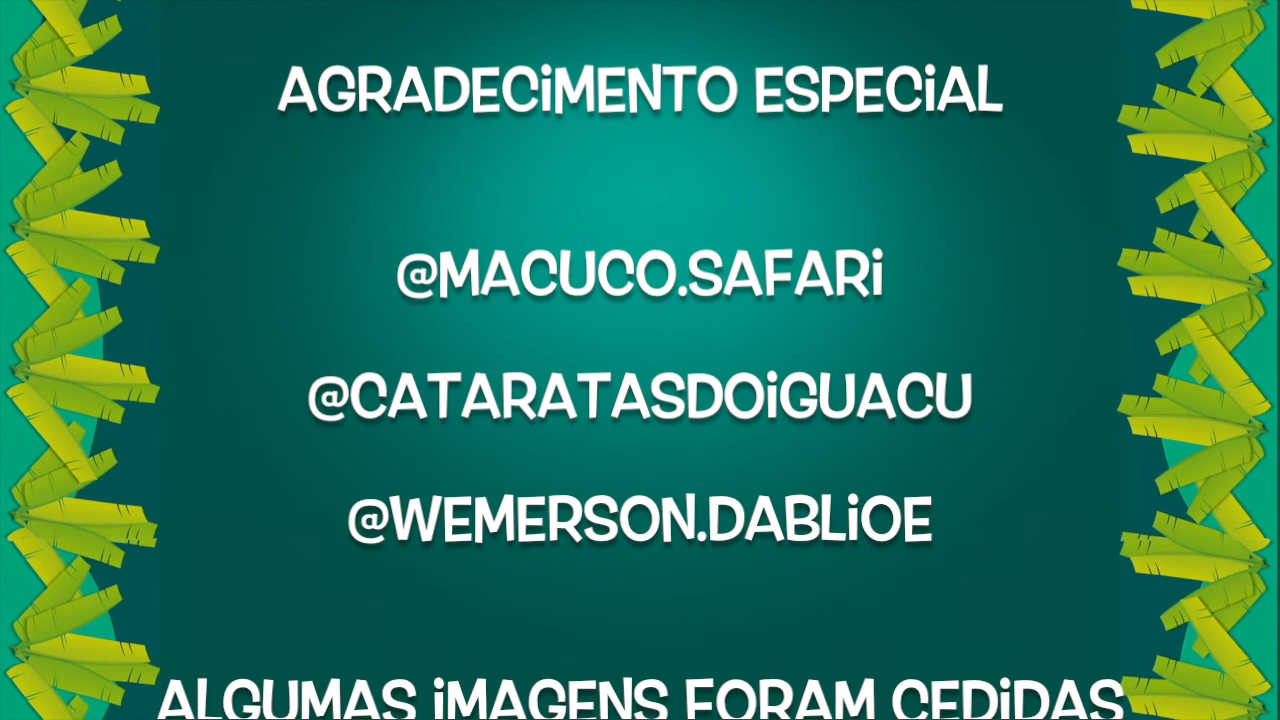 AGRADECiMENTO ESPECiAL
@MACUCO.SAFARi
@CATARATASDOiGUACU
@WEMERSON.DABLiOE
ALGUMAS iMAGENS FORAM CEDiDAS